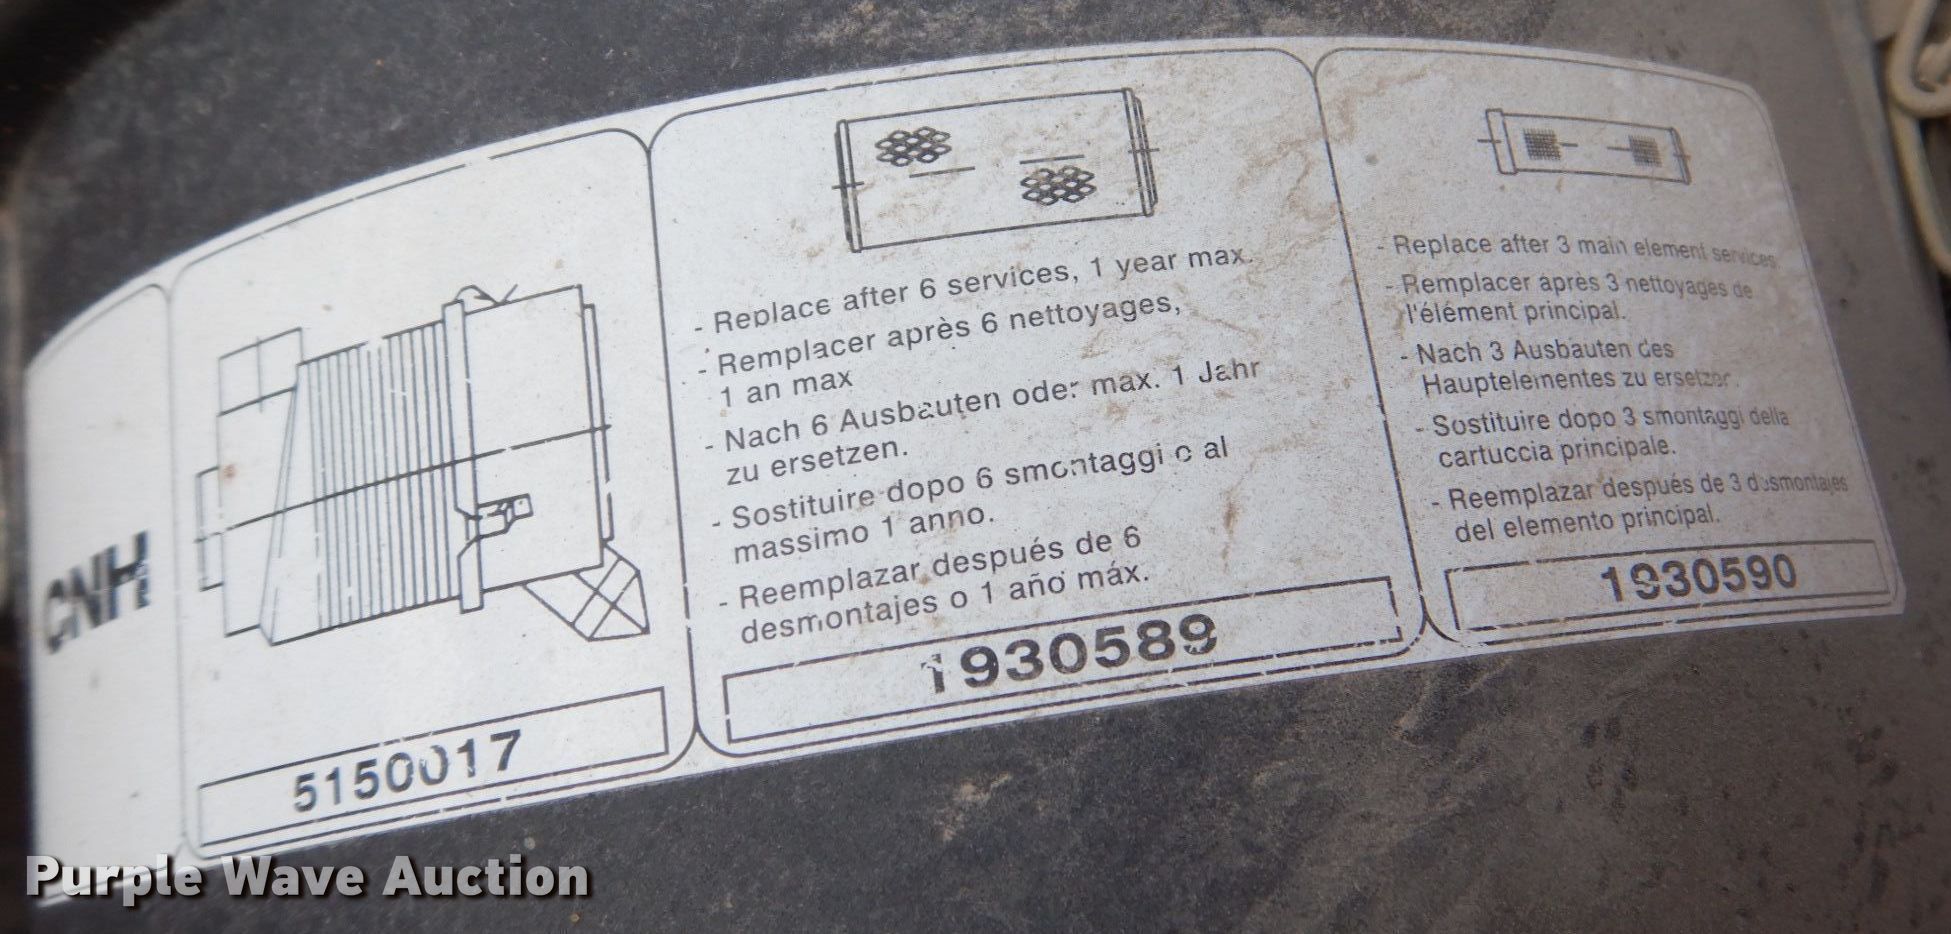 CNH
5150017
- Replace after 6 services, 1 year max.
- Remplacer après 6 nettoyages,
1 an max
- Nach 6 Ausbauten oder max. 1 Jahr
zu ersetzen.
- Sostituire dopo 6 smontaggi o al
massimo 1 anno.
- Reemplazar después de 6
desmontajes o 1 año máx.
1930589
- Replace after 3 main element services
- Remplacer après 3 nettoyages de
l'élément principal.
- Nach 3 Ausbauten des
Hauptelementes zu ersetzer.
- Sostituire dopo 3 smontaggi della
cartuccia principale.
- Reemplazar después de 3 desmontajes
del elemento principal.
1930590
Purple Wave Auction